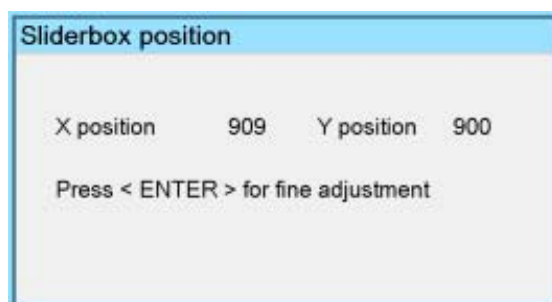 Sliderbox position
X position 909 Y position 900
Press < ENTER > for fine adjustment